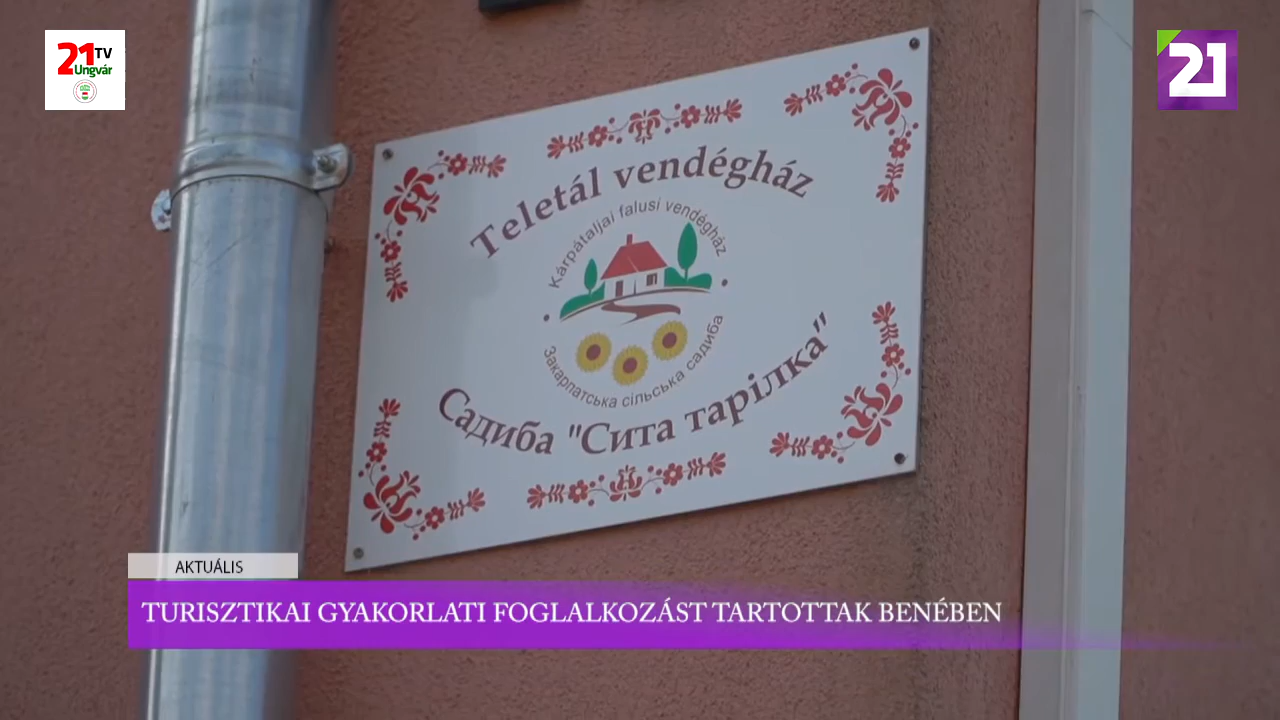 21 TV
Ungvár
21
Teletál vendégház
Kárpátaljai falusi vendégház
Закарпатська сільська садиба
Садиба "Сита тарілка"
AKTUÁLIS
TURISZTIKAI GYAKORLATI FOGLALKOZÁST TARTOTTAK BENÉBEN